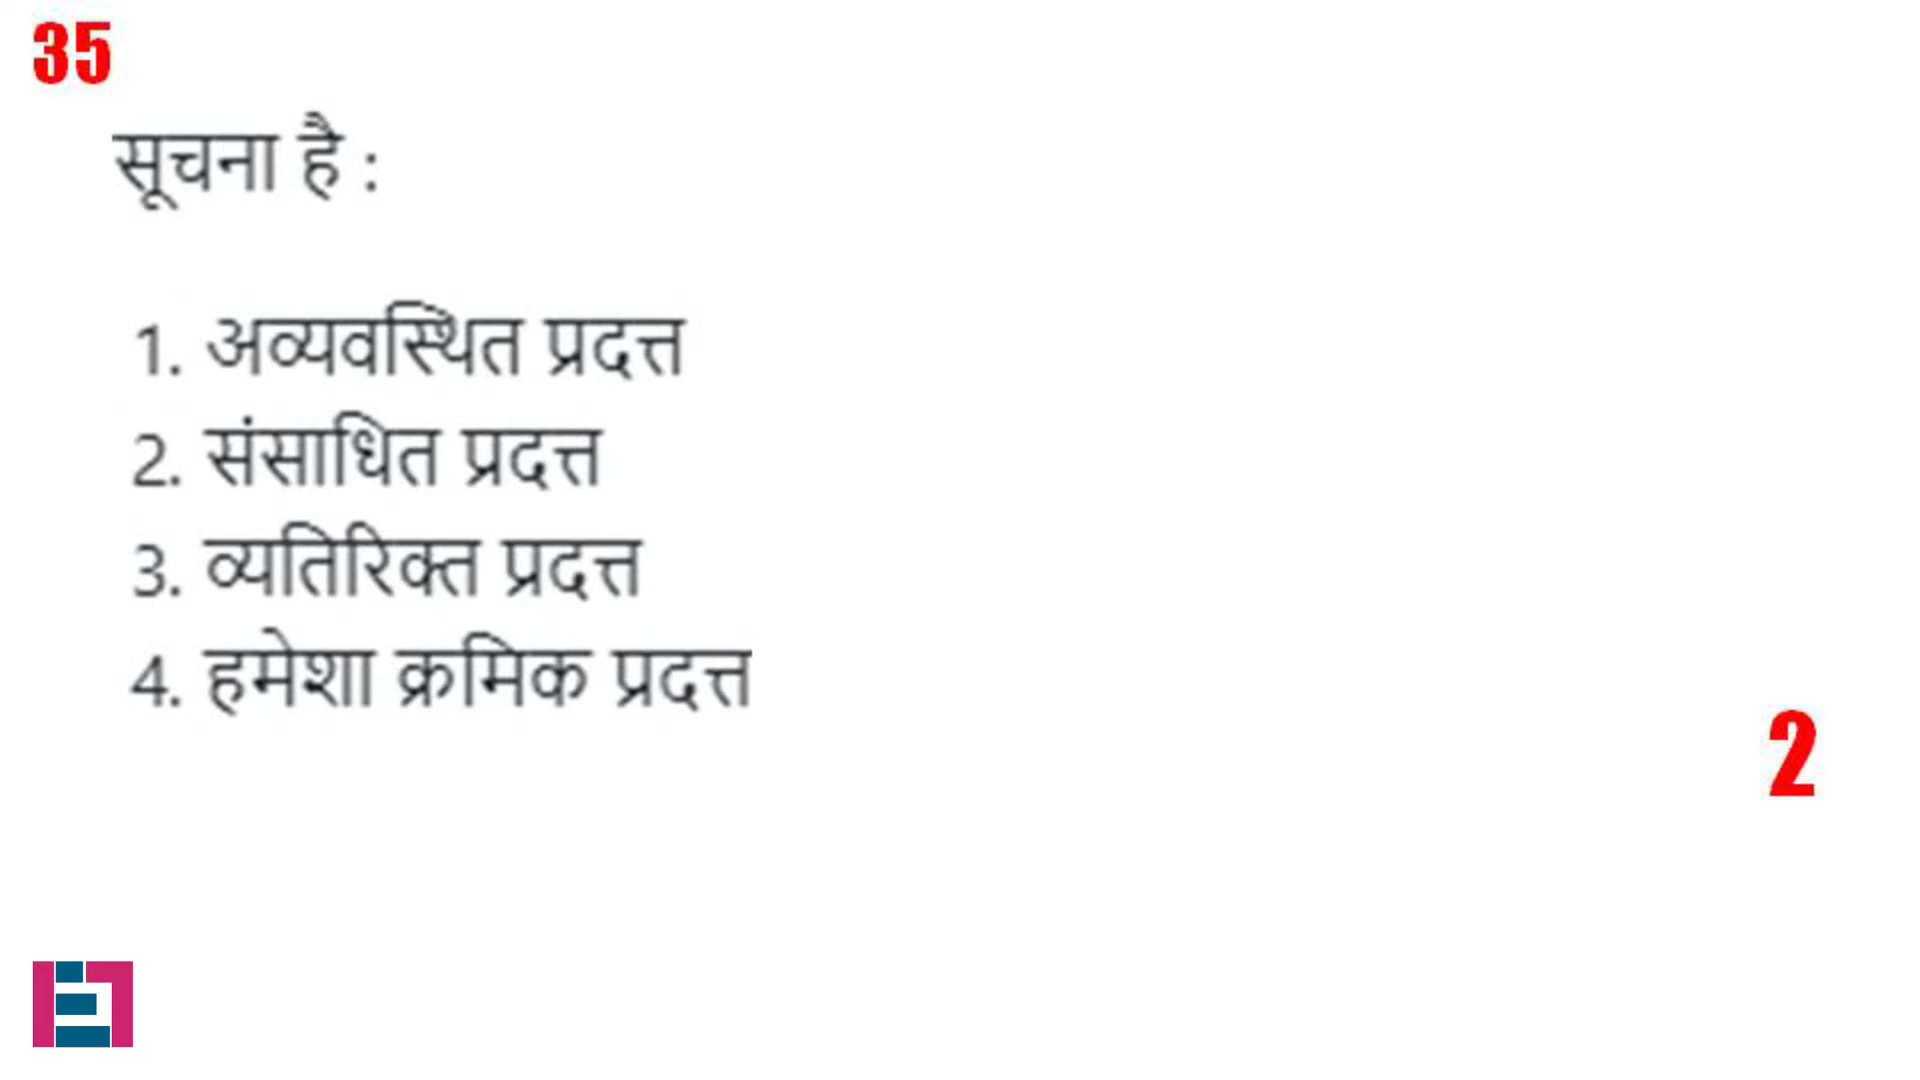 35
सूचना है :
1. अव्यवस्थित प्रदत्त
2. संसाधित प्रदत्त
3. व्यतिरिक्त प्रदत्त
4. हमेशा क्रमिक प्रदत्त
2